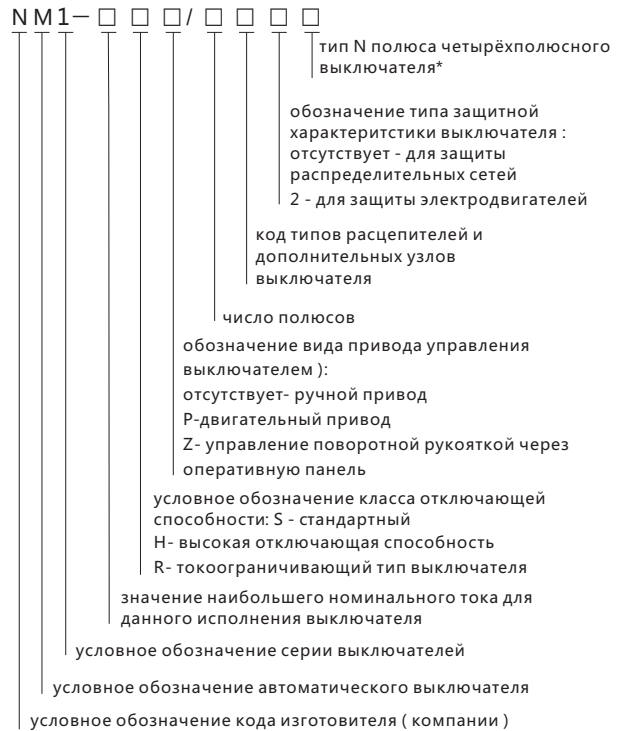 NM1-□ □ □/□ □ □ □
тип N полюса четырёхполюсного
выключателя*
обозначение типа защитной
характеритстики выключателя :
отсутствует - для защиты
распределительных сетей
2 - для защиты электродвигателей
код типов расцепителей и
дополнительных узлов
выключателя
число полюсов
обозначение вида привода управления
выключателем ):
отсутствует- ручной привод
P-двигательный привод
Z- управление поворотной рукояткой через
оперативную панель
условное обозначение класса отключающей
способности: S - стандартный
H- высокая отключающая способность
R- токоограничивающий тип выключателя
значение наибольшего номинального тока для
данного исполнения выключателя
условное обозначение серии выключателей
условное обозначение автоматического выключателя
условное обозначение кода изготовителя ( компании )